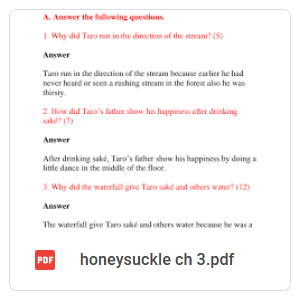 A. Answer the following questions.
1. Why did Taro run in the direction of the stream? (5)
Answer
Taro run in the direction of the stream because earlier he had
never heard or seen a rushing stream in the forest also he was
thirsty.
2. How did Taro's father show his happiness after drinking
saké? (7)
Answer
After drinking saké, Taro's father show his happiness by doing a
little dance in the middle of the floor.
3. Why did the waterfall give Taro saké and others water? (12)
Answer
The waterfall give Taro saké and others water because he was a
PDF
honeysuckle ch 3.pdf